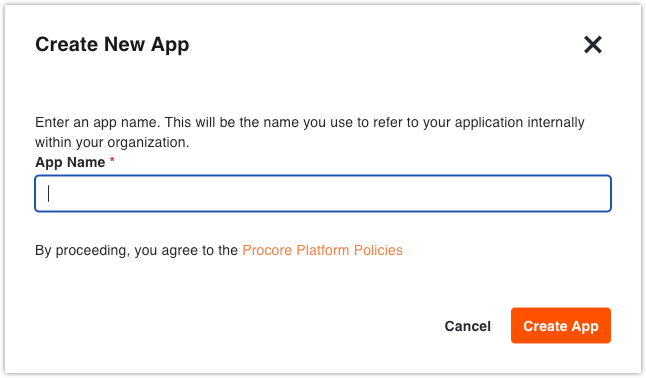 Create New App
Enter an app name. This will be the name you use to refer to your application internally
within your organization.
App Name *
By proceeding, you agree to the Procore Platform Policies
Cancel
Create App